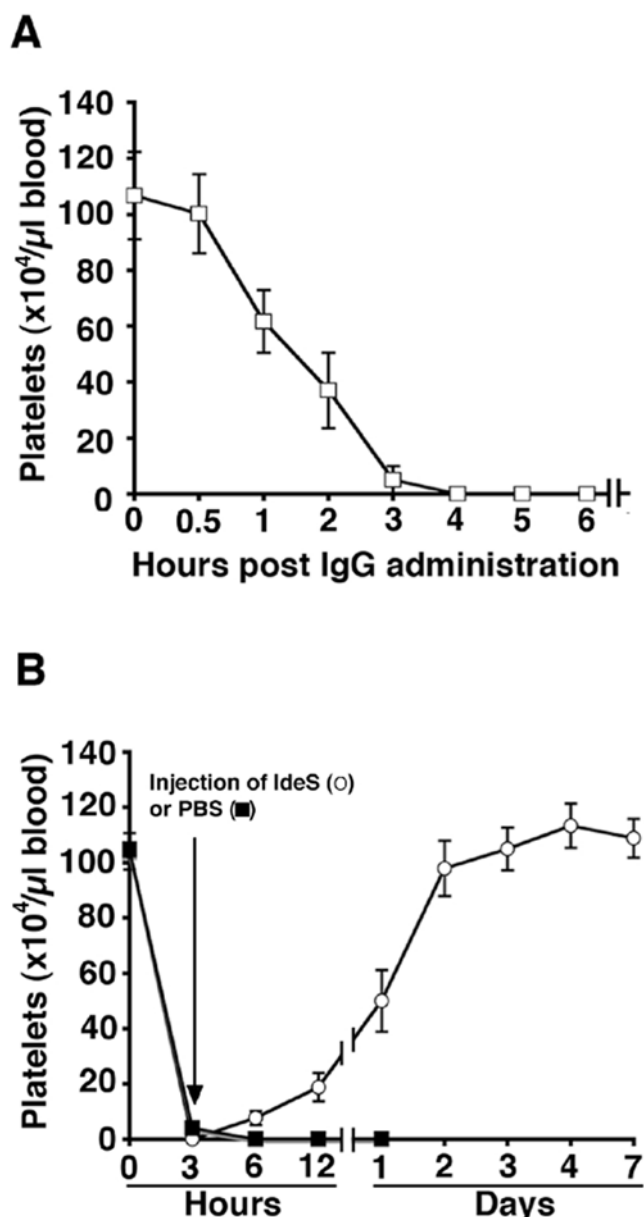 A
Platelets (x10⁴/µl blood)
140
120
100
80
60
40
20
0
0 0.5 1 2 3 4 5 6
Hours post IgG administration
B
Platelets (x10⁴/µl blood)
140
120
100
80
60
40
20
0
Injection of IdeS (○)
or PBS (■)
0 3 6 12 1 2 3 4 7
Hours Days